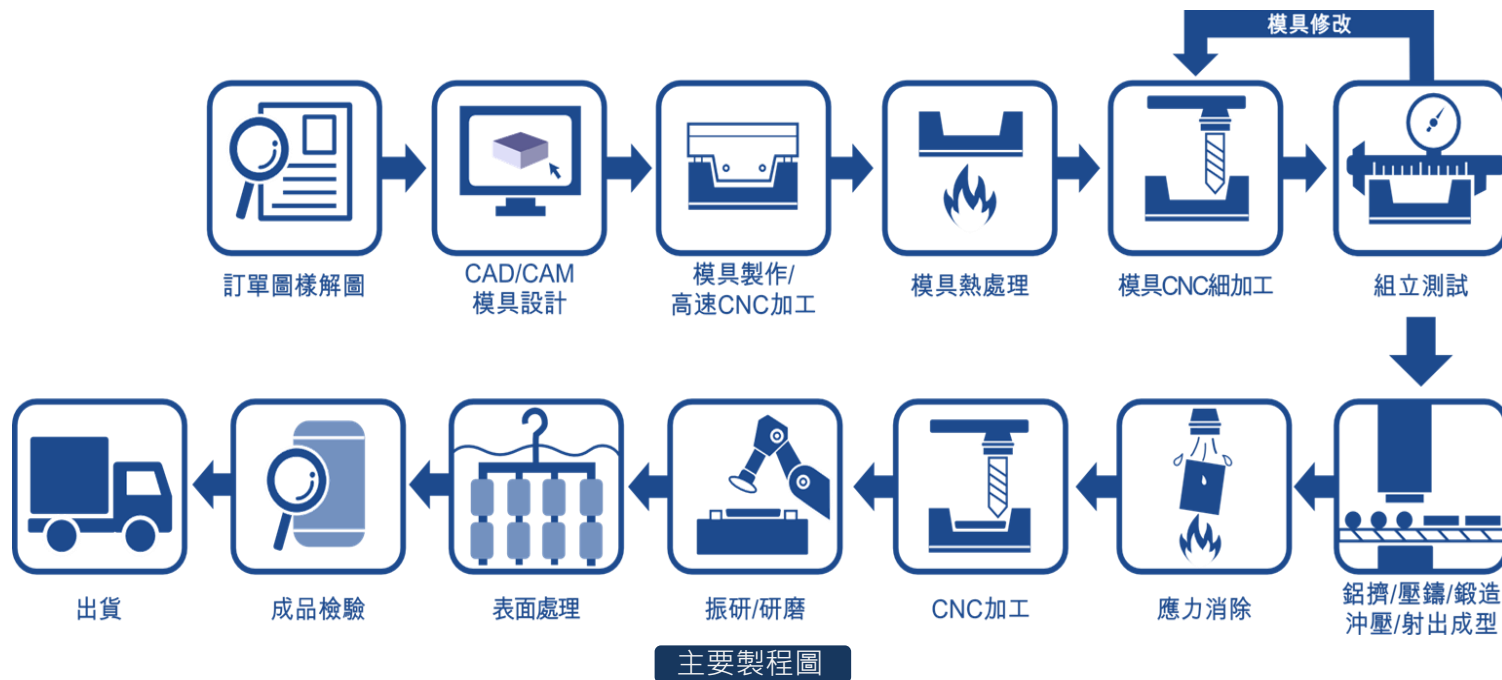 模具修改
訂單圖樣解圖
CAD/CAM
模具設計
模具製作/
高速CNC加工
模具熱處理
模具CNC細加工
組立測試
出貨
成品檢驗
表面處理
振研/研磨
CNC加工
應力消除
鋁擠/壓鑄/鍛造
沖壓/射出成型
主要製程圖